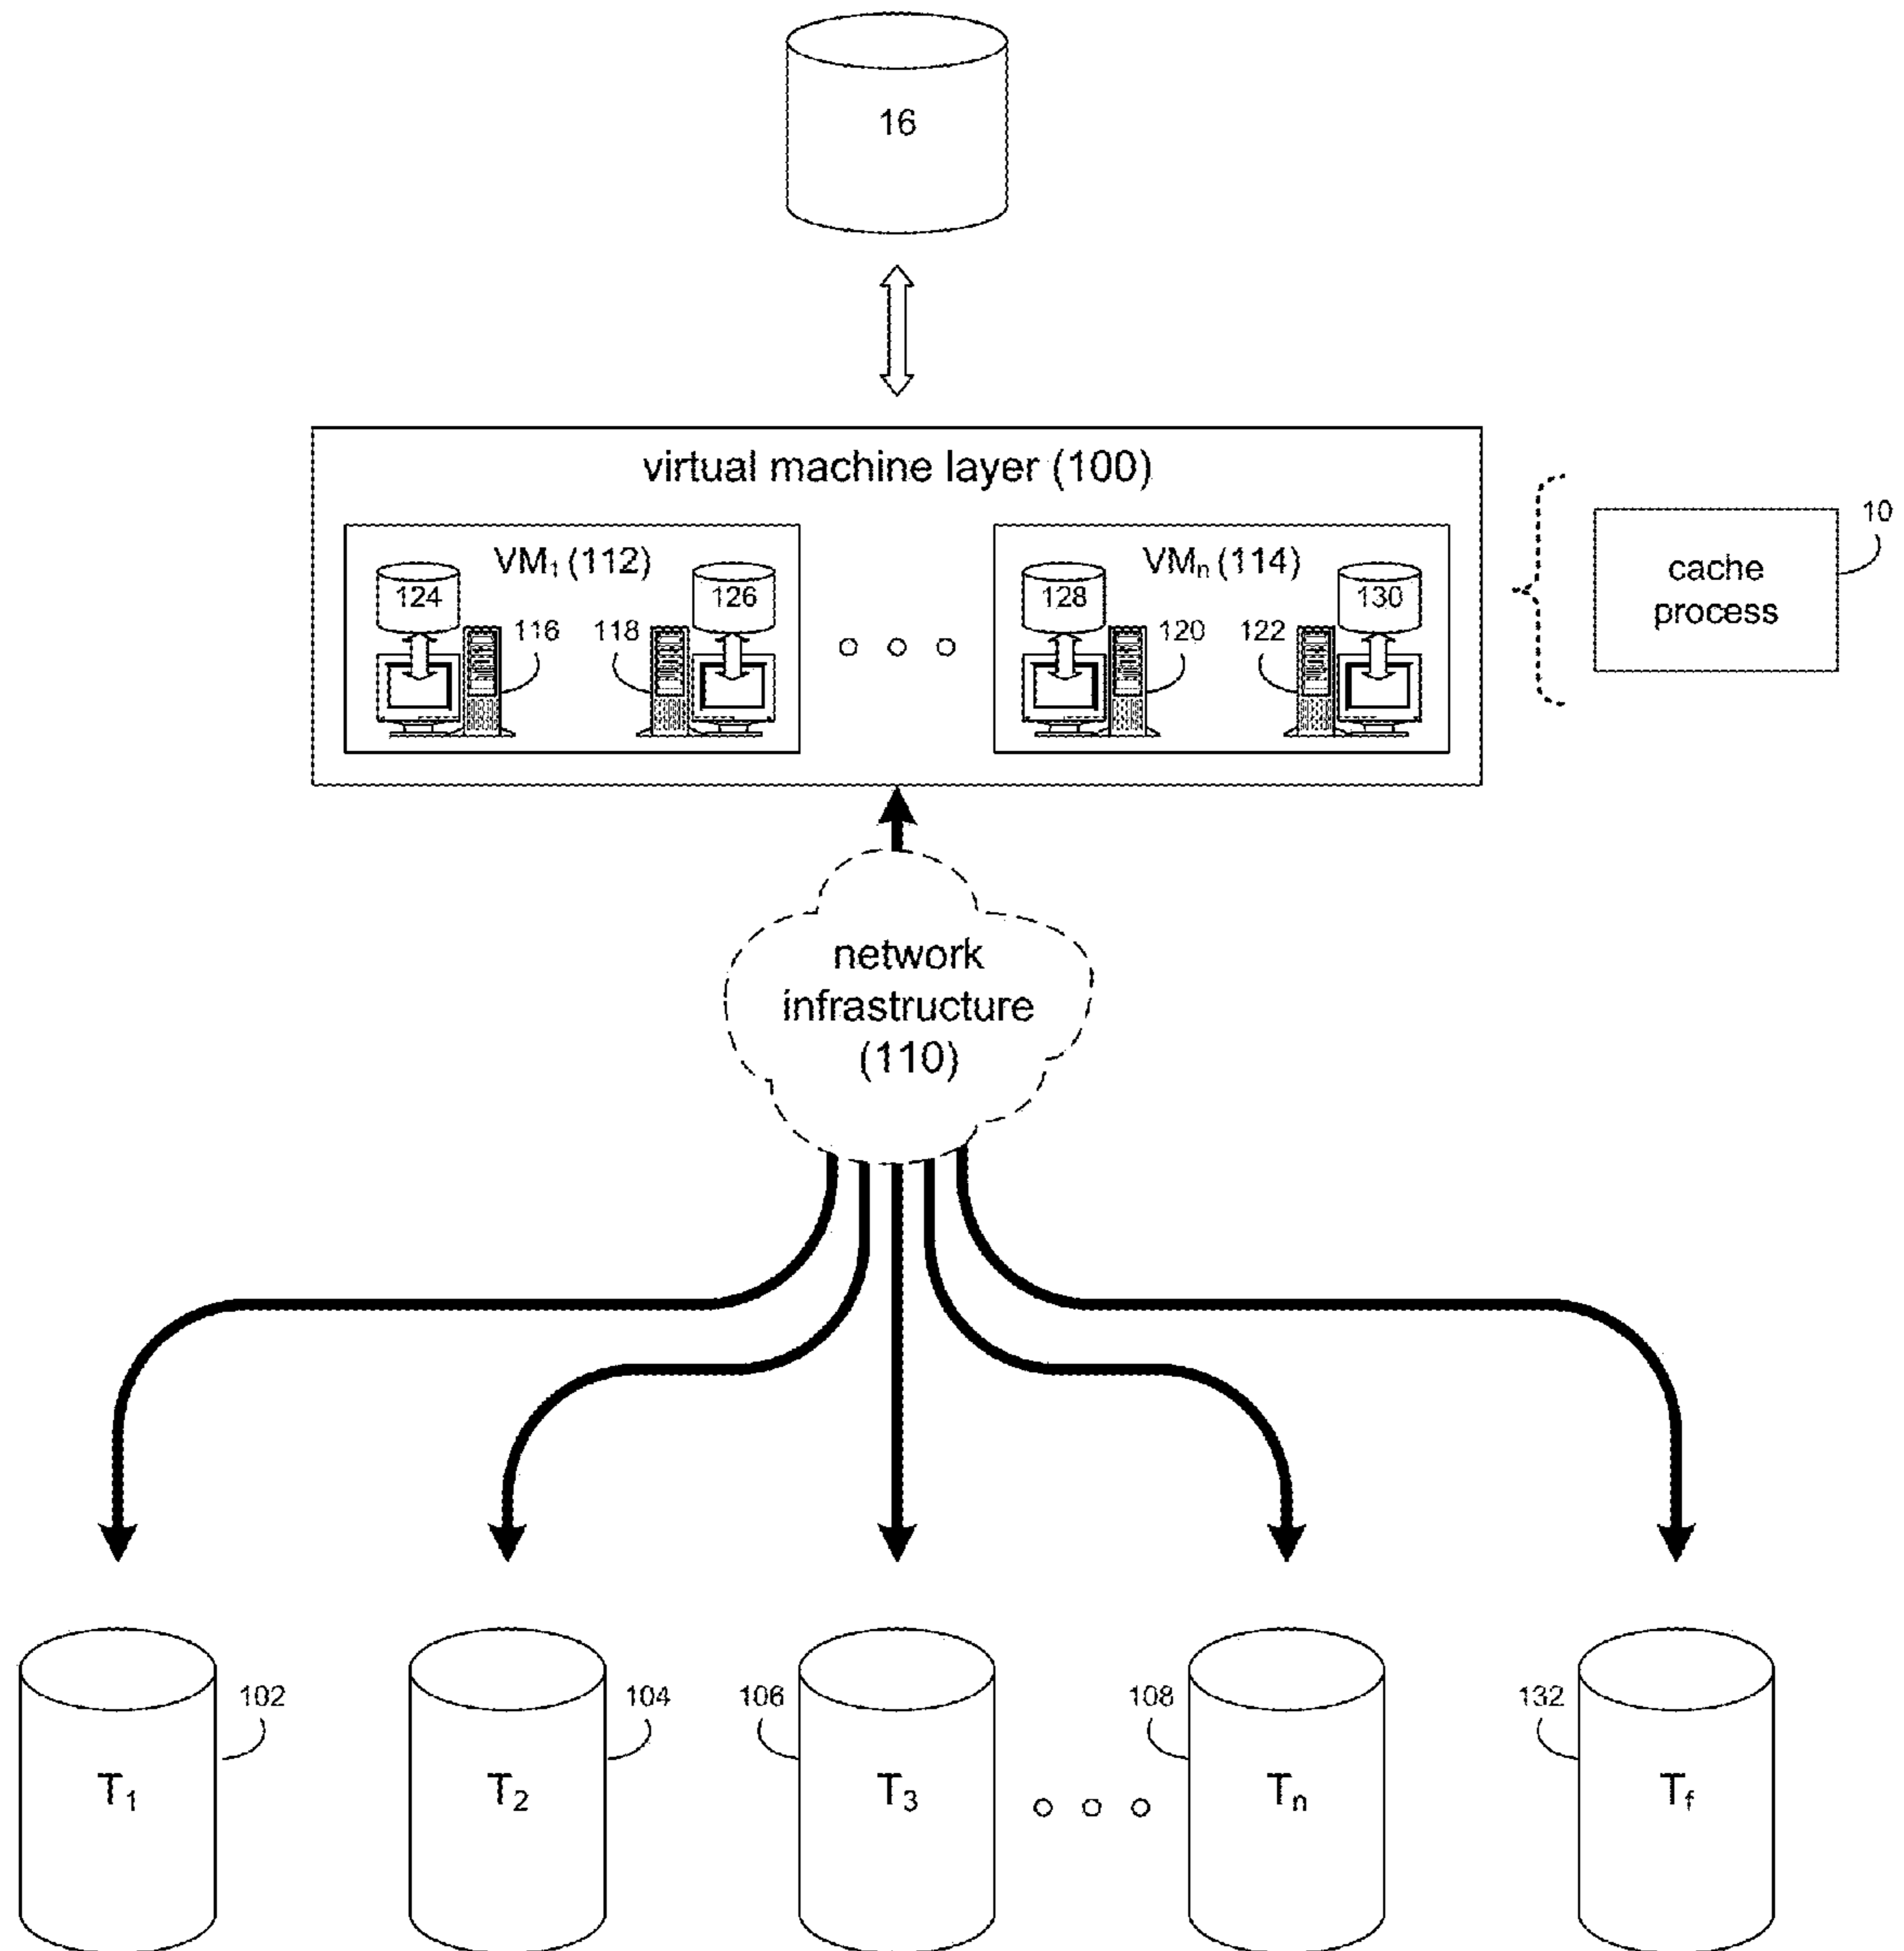 16
virtual machine layer (100)
VM₁ (112)
VMₙ (114)
124
126
128
130
116
118
120
122
10
cache
process
network
infrastructure
(110)
102
104
106
108
132
T₁
T₂
T₃
Tₙ
T_f